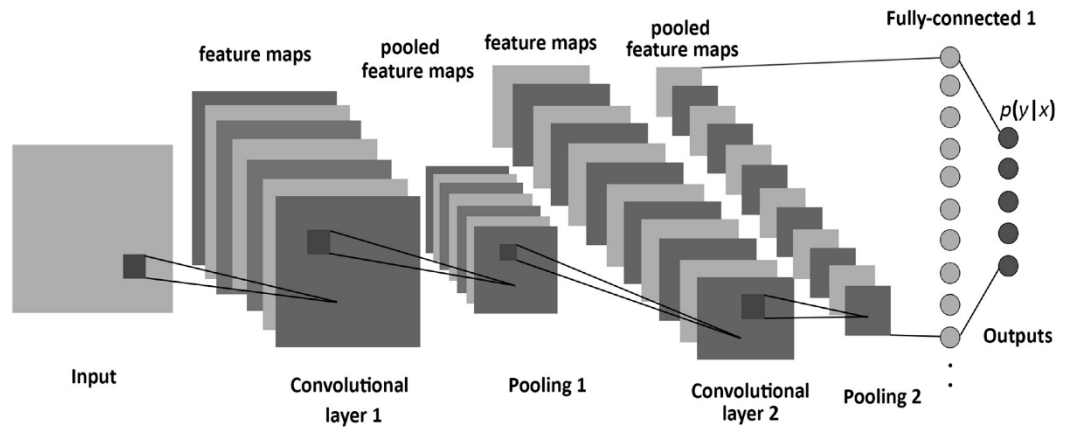 Fully-connected 1
feature maps
pooled
feature maps
feature maps
pooled
feature maps
p(y|x)
Input
Convolutional
layer 1
Pooling 1
Convolutional
layer 2
Pooling 2
Outputs